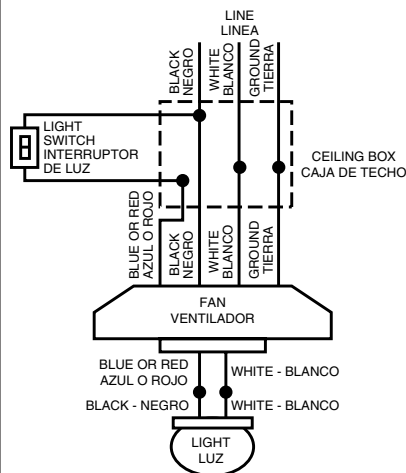 LINE
LINEA
BLACK
NEGRO
WHITE
BLANCO
GROUND
TIERRA
LIGHT
SWITCH
INTERRUPTOR
DE LUZ
CEILING BOX
CAJA DE TECHO
BLUE OR RED
AZUL O ROJO
BLACK
NEGRO
WHITE
BLANCO
GROUND
TIERRA
FAN
VENTILADOR
BLUE OR RED
AZUL O ROJO
WHITE - BLANCO
BLACK - NEGRO
WHITE - BLANCO
LIGHT
LUZ